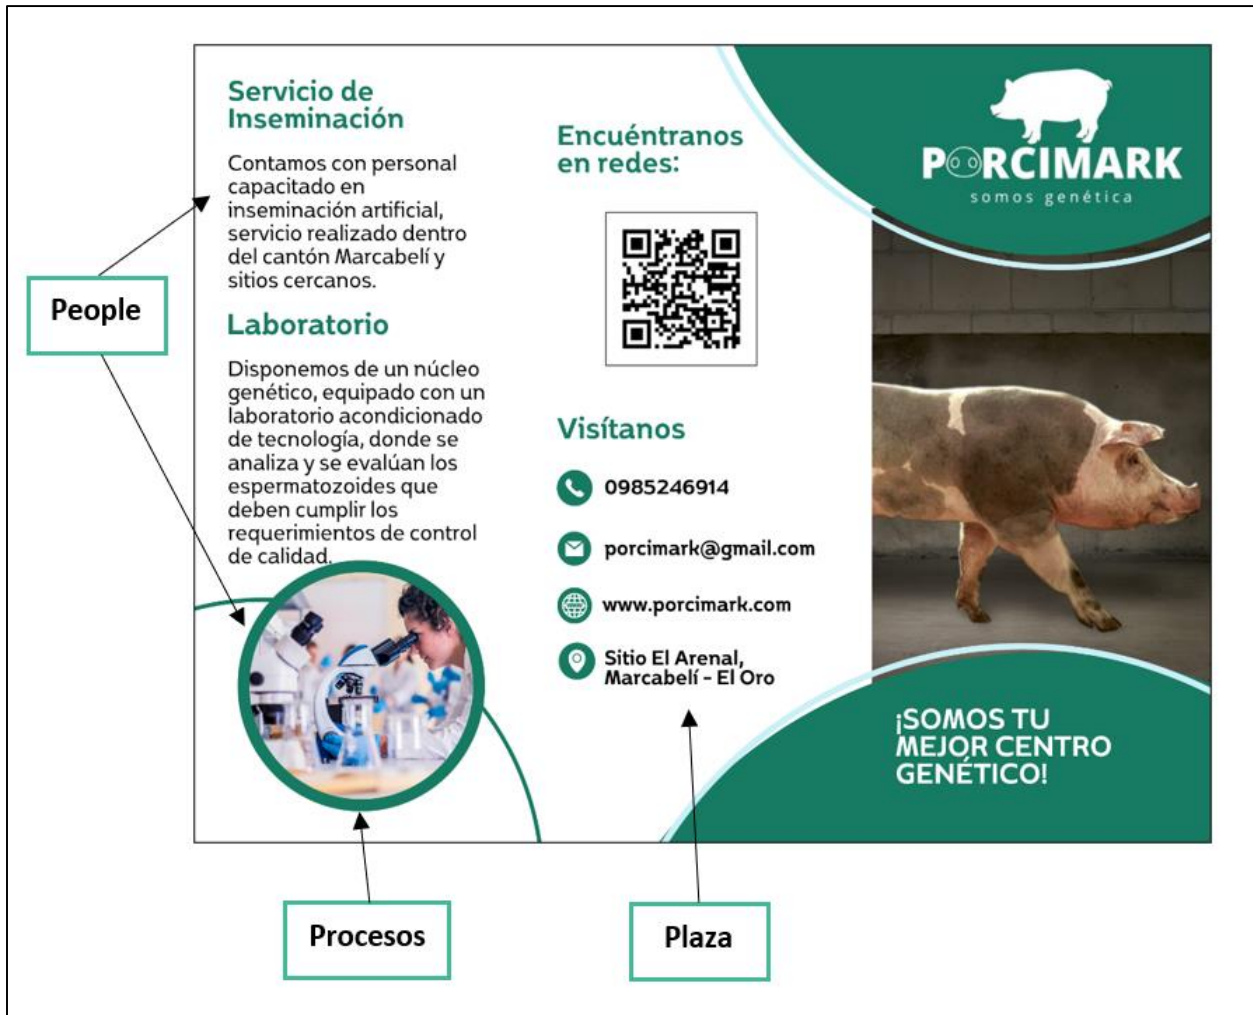 Servicio de
Inseminación
Contamos con personal
capacitado en
inseminación artificial,
servicio realizado dentro
del cantón Marcabelí y
sitios cercanos.
Laboratorio
Disponemos de un núcleo
genético, equipado con un
laboratorio acondicionado
de tecnología, donde se
analiza y se evalúan los
espermatozoides que
deben cumplir los
requerimientos de control
de calidad.
Encuéntranos
en redes:
Visítanos
0985246914
porcimark@gmail.com
www.porcimark.com
Sitio El Arenal,
Marcabelí - El Oro
PORCIMARK
somos genética
¡SOMOS TU
MEJOR CENTRO
GENÉTICO!
People
Procesos
Plaza